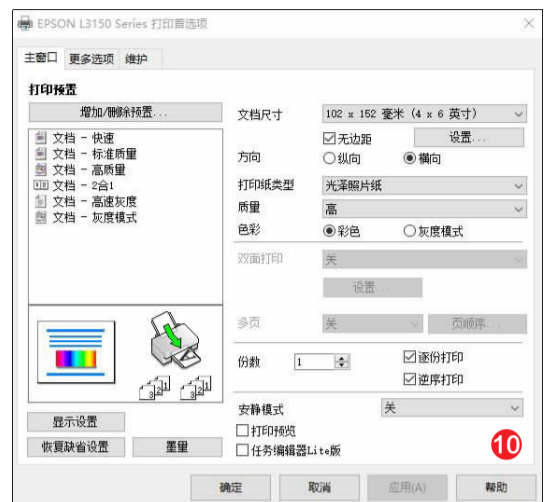 EPSON L3150 Series 打印首选项
主窗口 更多选项 维护
打印预置
增加/删除预置...
文档 - 快速
文档 - 标准质量
文档 - 高质量
文档 - 2合1
文档 - 高速灰度
文档 - 灰度模式
显示设置
恢复缺省设置 墨量
文档尺寸 102 x 152 毫米 (4 x 6 英寸)
无边距 设置...
方向 纵向 横向
打印纸类型 光泽照片纸
质量 高
色彩 彩色 灰度模式
双面打印 关
设置...
多页 关 页顺序...
份数 1 逐份打印
逆序打印
安静模式 关
打印预览
任务编辑器Lite版
10
确定 取消 应用(A) 帮助